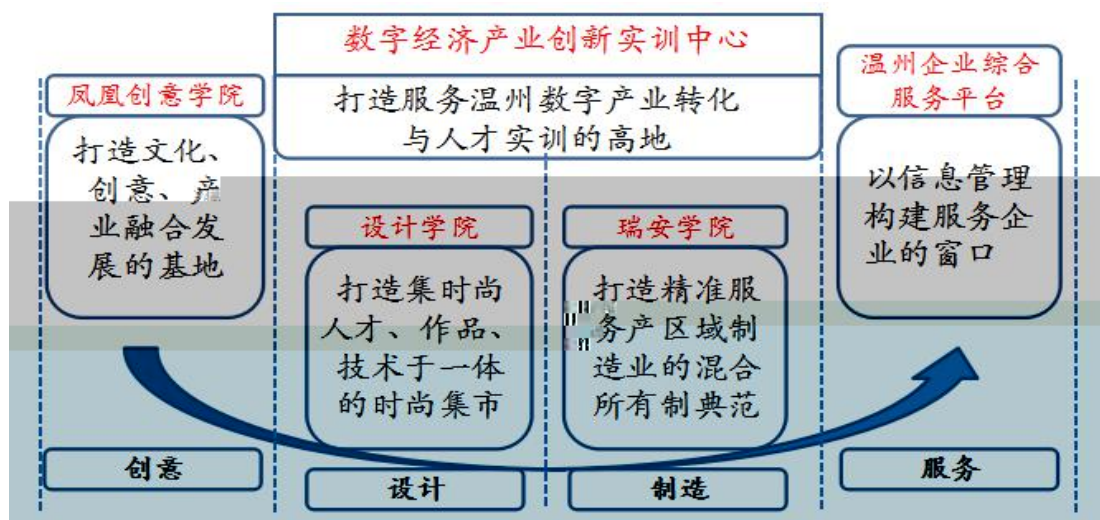 数字经济产业创新实训中心
打造服务温州数字产业转化
与人才实训的高地
凤凰创意学院
打造文化、
创意、产
业融合发
展的基地
设计学院
打造集时尚
人才、作品、
技术于一体
的时尚集市
瑞安学院
打造精准服
务产区域制
造业的混合
所有制典范
温州企业综合
服务平台
以信息管理
构建服务企
业的窗口
创意
设计
制造
服务